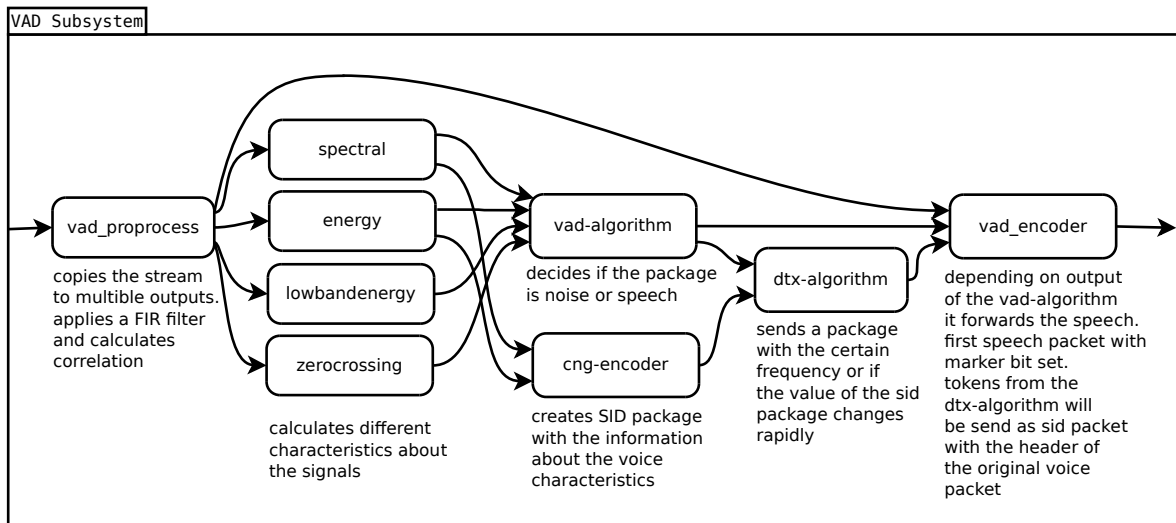 VAD Subsystem
spectral
vad_proprocess
energy
vad-algorithm
vad_encoder
copies the stream
to multible outputs.
applies a FIR filter
and calculates
correlation
lowbandenergy
zerocrossing
calculates different
characteristics about
the signals
decides if the package
is noise or speech
cng-encoder
creates SID package
with the information
about the voice
characteristics
dtx-algorithm
sends a package
with the certain
frequency or if
the value of the sid
package changes
rapidly
depending on output
of the vad-algorithm
it forwards the speech.
first speech packet with
marker bit set.
tokens from the
dtx-algorithm will
be send as sid packet
with the header of
the original voice
packet